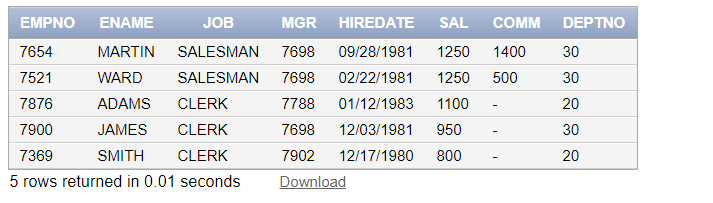 EMPNO ENAME JOB MGR HIREDATE SAL COMM DEPTNO
7654 MARTIN SALESMAN 7698 09/28/1981 1250 1400 30
7521 WARD SALESMAN 7698 02/22/1981 1250 500 30
7876 ADAMS CLERK 7788 01/12/1983 1100 - 20
7900 JAMES CLERK 7698 12/03/1981 950 - 30
7369 SMITH CLERK 7902 12/17/1980 800 - 20
5 rows returned in 0.01 seconds Download